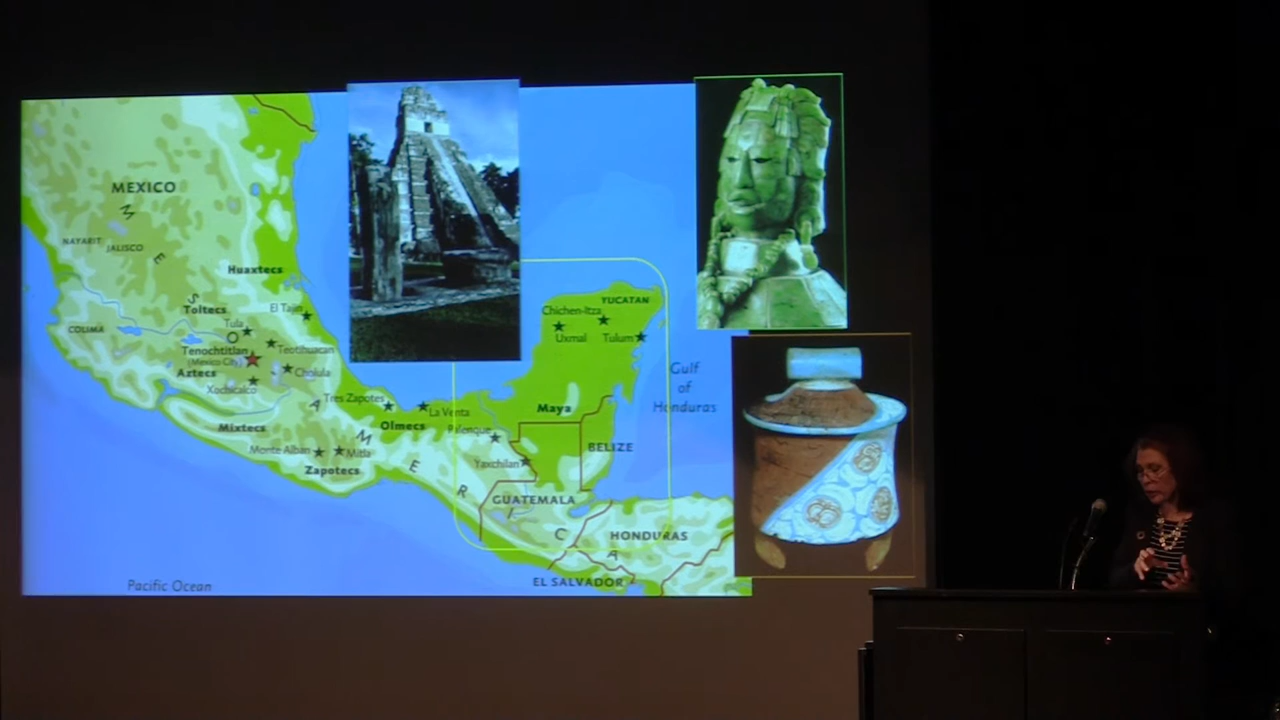 MEXICO
M
E
S
O
A
M
E
R
I
C
A
NAYARIT
JALISCO
Huaxtecs
Toltecs
El Tajin
Tula
COLIMA
Tenochtitlan
(Mexico City)
Teotihuacan
Aztecs
Cholula
Xochicalco
Tres Zapotes
La Venta
Olmecs
Mixtecs
Monte Alban
Mitla
Zapotecs
YUCATAN
Chichen-Itza
Uxmal
Tulum
Gulf
of
Honduras
Maya
Palenque
BELIZE
Yaxchilan
GUATEMALA
HONDURAS
EL SALVADOR
Pacific Ocean